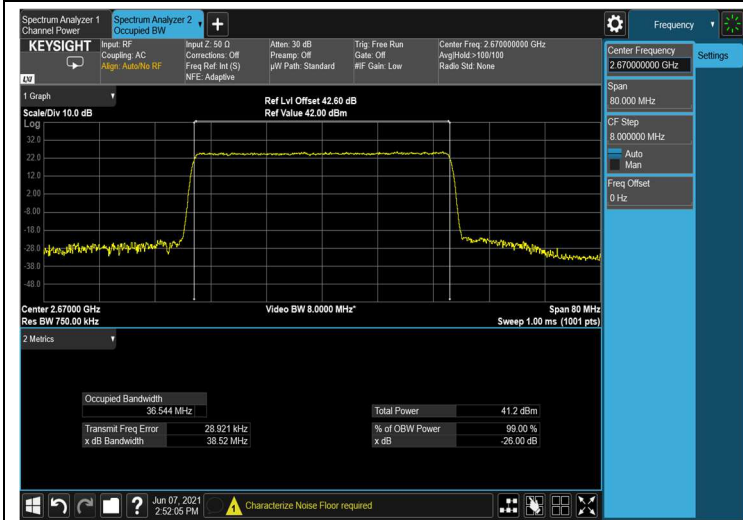 Spectrum Analyzer 1
Channel Power
Spectrum Analyzer 2
Occupied BW
Frequency
KEYSIGHT
LXI
Input: RF
Coupling: AC
Align: Auto/No RF
Input Z: 50 Ω
Corrections: Off
Freq Ref: Int (S)
NFE: Adaptive
Atten: 30 dB
Preamp: Off
µW Path: Standard
Trig: Free Run
Gate: Off
#IF Gain: Low
Center Freq: 2.670000000 GHz
Avg|Hold:>100/100
Radio Std: None
Center Frequency
2.670000000 GHz
Settings
Span
80.000 MHz
CF Step
8.000000 MHz
Auto
Man
Freq Offset
0 Hz
1 Graph
Scale/Div 10.0 dB
Ref Lvl Offset 42.60 dB
Ref Value 42.00 dBm
Log
32.0
22.0
12.0
2.00
-8.00
-18.0
-28.0
-38.0
-48.0
Center 2.67000 GHz
Res BW 750.00 kHz
Video BW 8.0000 MHz*
Span 80 MHz
Sweep 1.00 ms (1001 pts)
2 Metrics
Occupied Bandwidth
36.544 MHz
Transmit Freq Error 28.921 kHz
x dB Bandwidth 38.52 MHz
Total Power 41.2 dBm
% of OBW Power 99.00 %
x dB -26.00 dB
Jun 07, 2021
2:52:05 PM
1
Characterize Noise Floor required